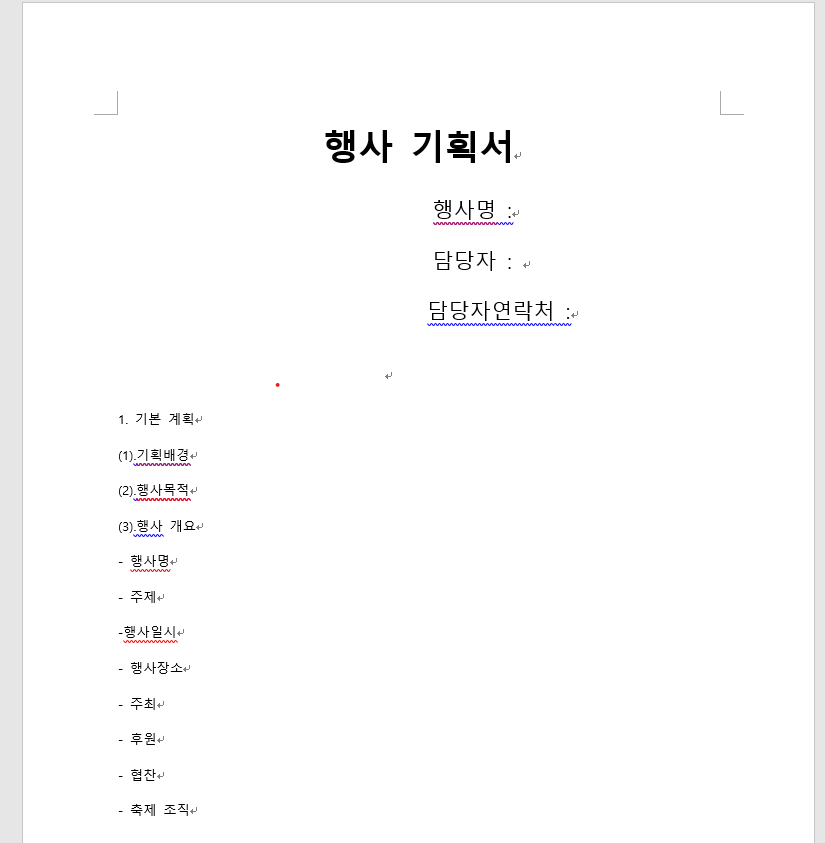 행사 기획서
행사명 :
담당자 :
담당자연락처 :
1. 기본 계획
(1).기획배경
(2).행사목적
(3).행사 개요
- 행사명
- 주제
-행사일시
- 행사장소
- 주최
- 후원
- 협찬
- 축제 조직